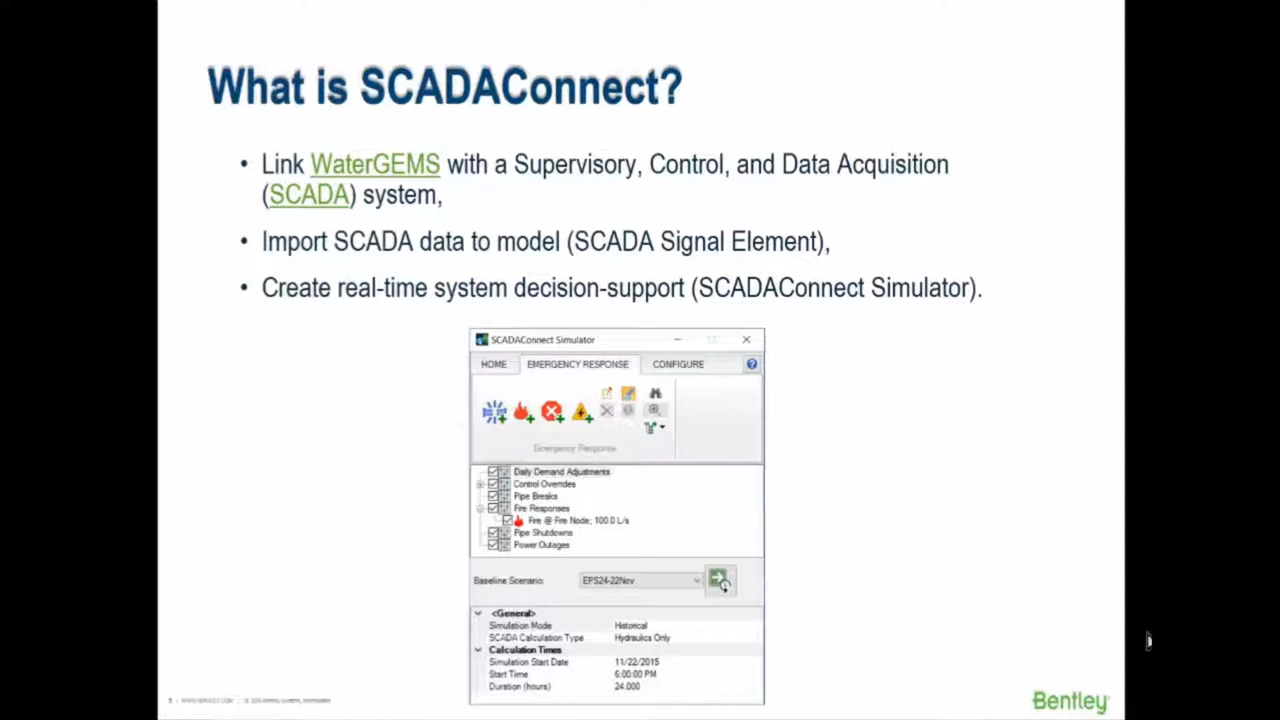 What is SCADAConnect?
• Link WaterGEMS with a Supervisory, Control, and Data Acquisition
(SCADA) system,
• Import SCADA data to model (SCADA Signal Element),
• Create real-time system decision-support (SCADAConnect Simulator).
SCADAConnect Simulator
HOME EMERGENCY RESPONSE CONFIGURE
Emergency Response
Daily Demand Adjustments
Control Overrides
Pipe Breaks
Fire Responses
Fire @ Fire Node; 100.0 L/s
Pipe Shutdowns
Power Outages
Baseline Scenario: EPS24-22Nov
<General>
Simulation Mode Historical
SCADA Calculation Type Hydraulics Only
Calculation Times
Simulation Start Date 11/22/2015
Start Time 6:00:00 PM
Duration (hours) 24.000
WWW.BENTLEY.COM
Bentley